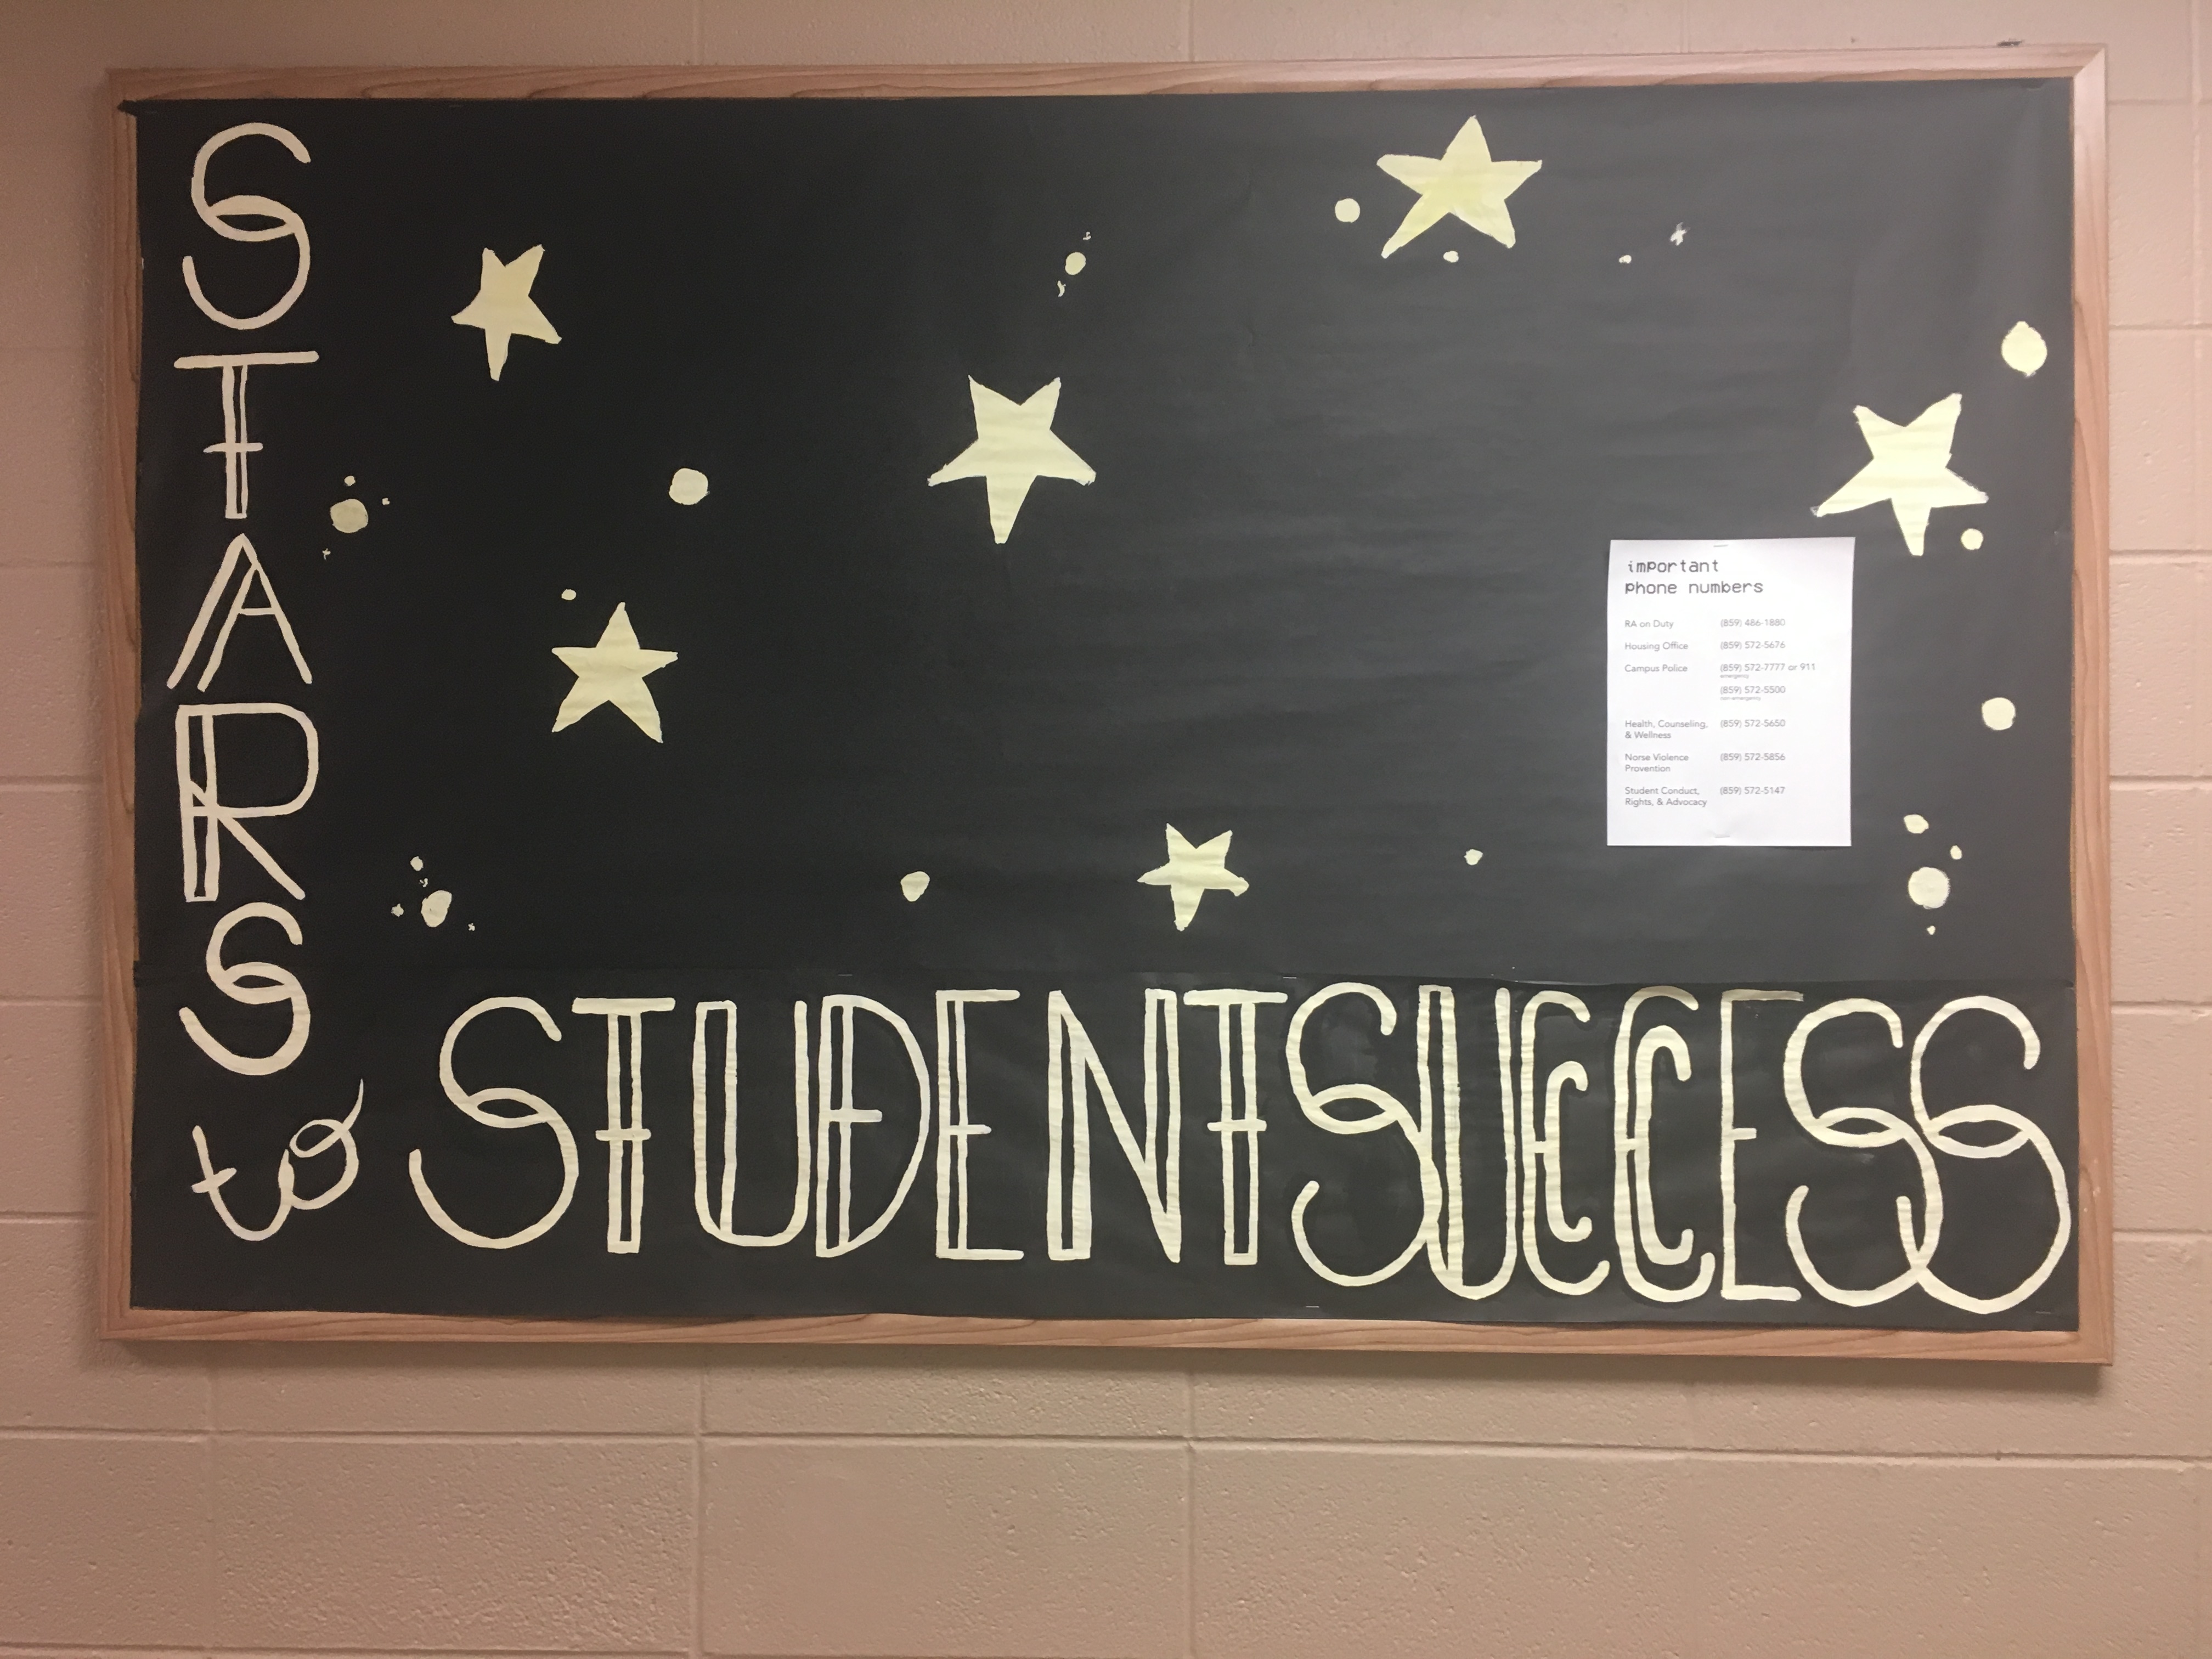 STARS
to
STUDENT SUCCESS
important
phone numbers
RA on Duty (859) 486-1880
Housing Office (859) 572-5676
Campus Police (859) 572-7777 or 911
emergency
(859) 572-5500
non-emergency
Health, Counseling, (859) 572-5650
& Wellness
Norse Violence (859) 572-5856
Provention
Student Conduct, (859) 572-5147
Rights, & Advocacy